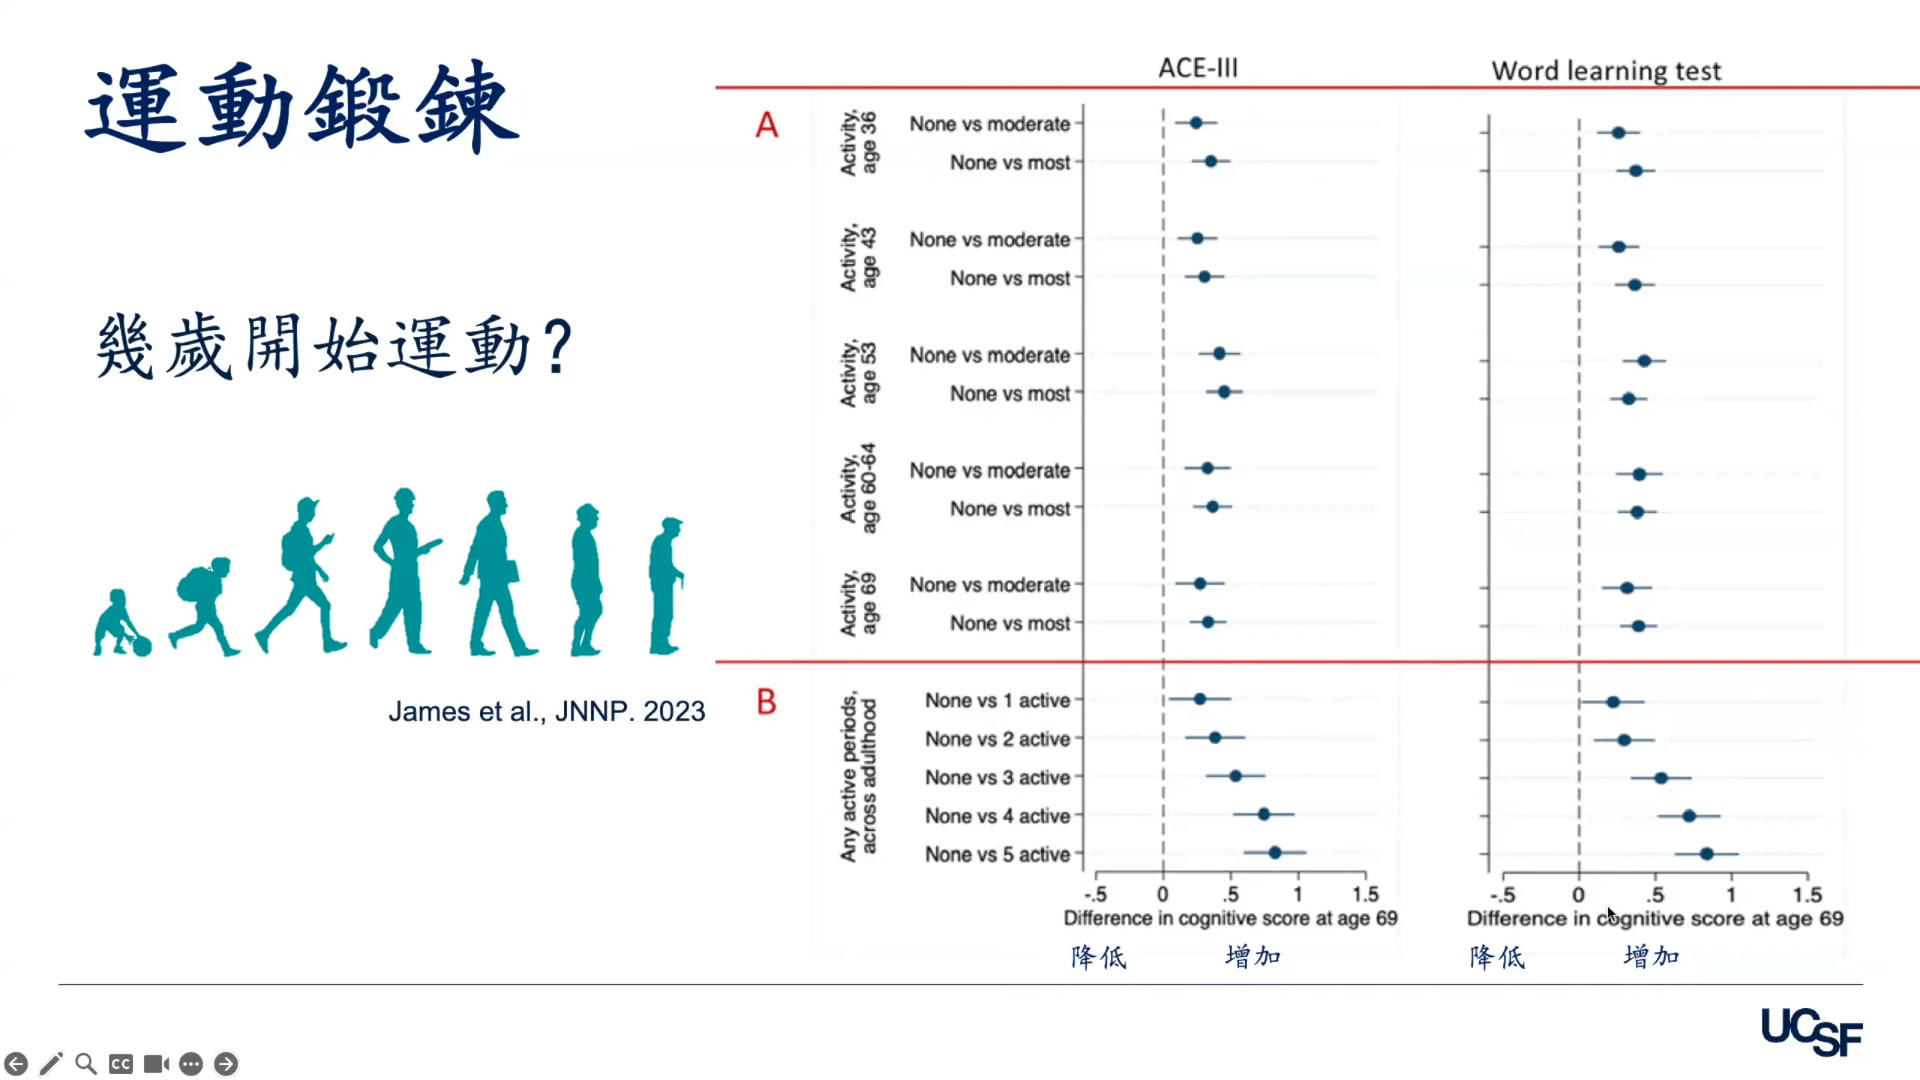 運動鍛鍊
幾歲開始運動？
James et al., JNNP. 2023
ACE-III
Word learning test
A
Activity,
age 36
None vs moderate
None vs most
Activity,
age 43
None vs moderate
None vs most
Activity,
age 53
None vs moderate
None vs most
Activity,
age 60-64
None vs moderate
None vs most
Activity,
age 69
None vs moderate
None vs most
B
Any active periods,
across adulthood
None vs 1 active
None vs 2 active
None vs 3 active
None vs 4 active
None vs 5 active
-.5 0 .5 1 1.5
Difference in cognitive score at age 69
降低 增加
-.5 0 .5 1 1.5
Difference in cognitive score at age 69
降低 增加
UCSF
CC